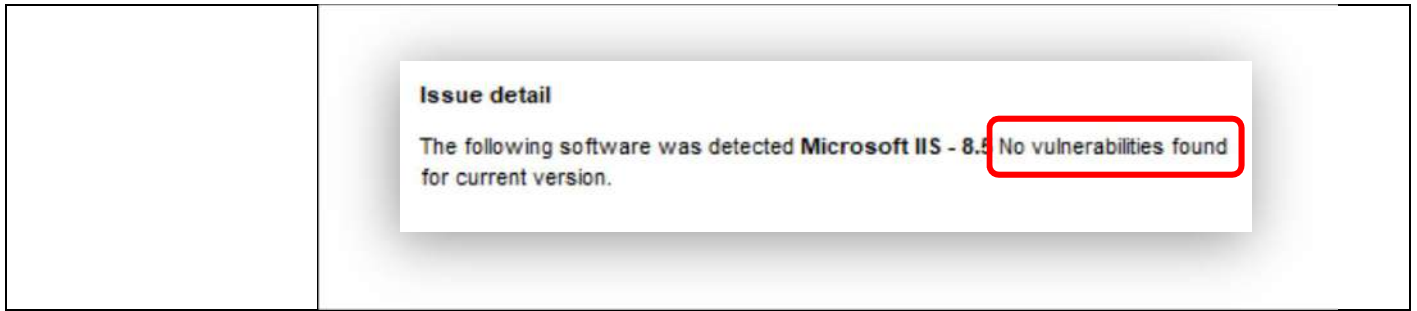 Issue detail
The following software was detected Microsoft IIS - 8.5 No vulnerabilities found
for current version.